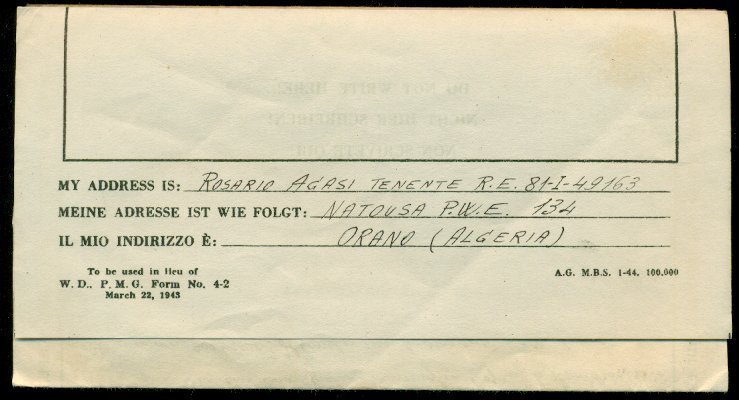 MY ADDRESS IS: ROSARIO AGASI TENENTE R.E. 81-I-49163
MEINE ADRESSE IST WIE FOLGT: NATOUSA P.W.E. 134
IL MIO INDIRIZZO È: ORANO (ALGERIA)
To be used in lieu of
W. D., P. M. G. Form No. 4-2
March 22, 1943
A.G. M.B.S. 1-44. 100.000